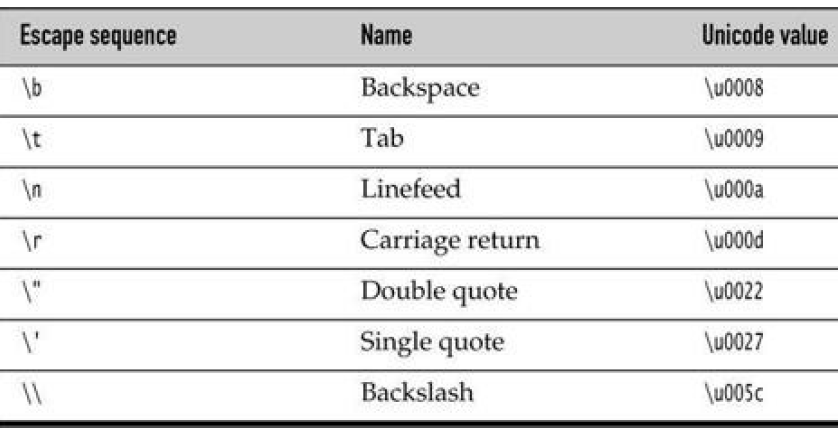 Escape sequence Name Unicode value
\b Backspace \u0008
\t Tab \u0009
\n Linefeed \u000a
\r Carriage return \u000d
\" Double quote \u0022
\' Single quote \u0027
\\ Backslash \u005c